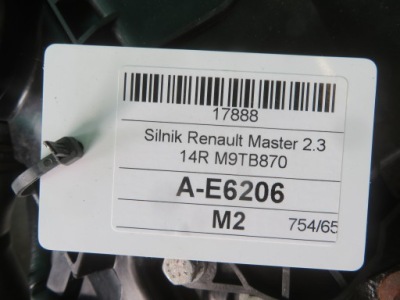 17888
Silnik Renault Master 2.3
14R M9TB870
A-E6206
M2 754/65